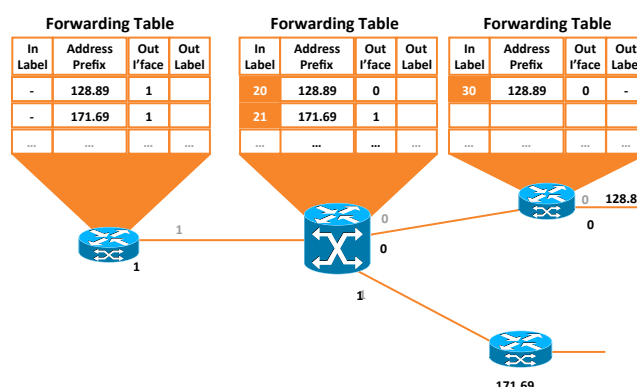 Forwarding Table
In Label Address Prefix Out I'face Out Label
- 128.89 1
- 171.69 1
... ... ... ...
Forwarding Table
In Label Address Prefix Out I'face Out Label
20 128.89 0
21 171.69 1
... ... ... ...
Forwarding Table
In Label Address Prefix Out I'face Out Label
30 128.89 0 -
... ... ... ...
1
1
0
0
1
0
128.8
0
171.69